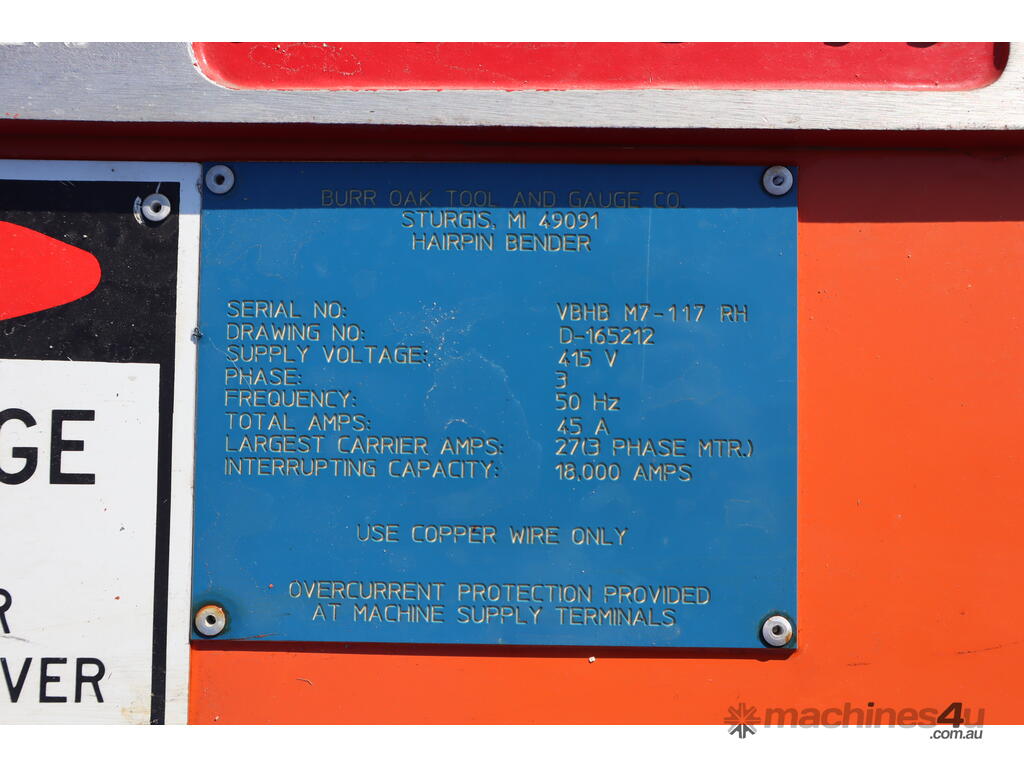 BURR OAK TOOL AND GAUGE CO.
STURGIS, MI 49091
HAIRPIN BENDER
SERIAL NO: VBHB M7-117 RH
DRAWING NO: D-165212
SUPPLY VOLTAGE: 415 V
PHASE: 3
FREQUENCY: 50 Hz
TOTAL AMPS: 45 A
LARGEST CARRIER AMPS: 27(3 PHASE MTR.)
INTERRUPTING CAPACITY: 18,000 AMPS
USE COPPER WIRE ONLY
OVERCURRENT PROTECTION PROVIDED
AT MACHINE SUPPLY TERMINALS
GE
R
VER
machines4u
.com.au